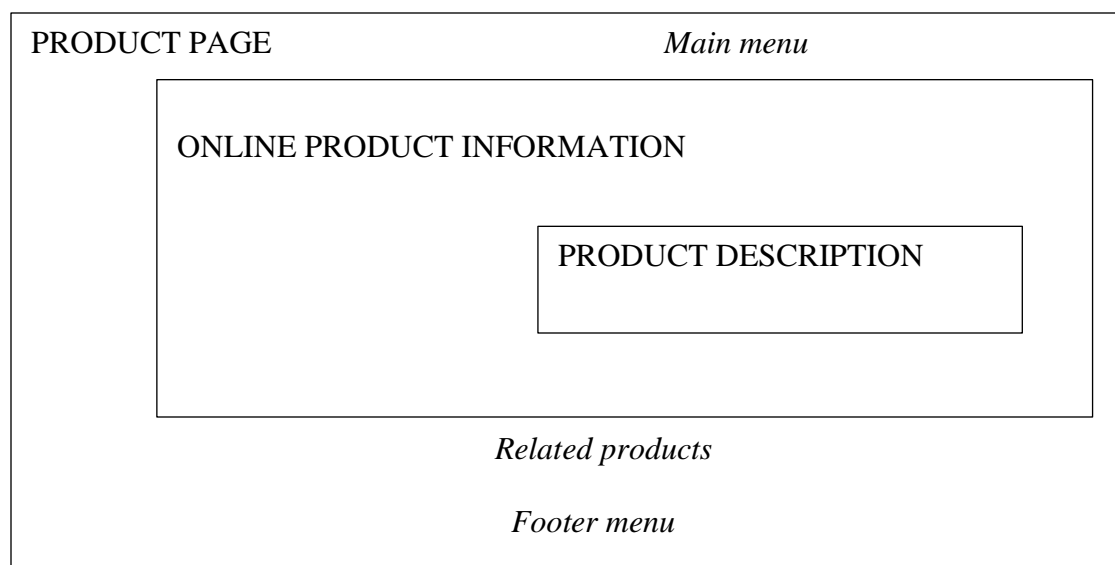 PRODUCT PAGE Main menu
ONLINE PRODUCT INFORMATION
PRODUCT DESCRIPTION
Related products
Footer menu